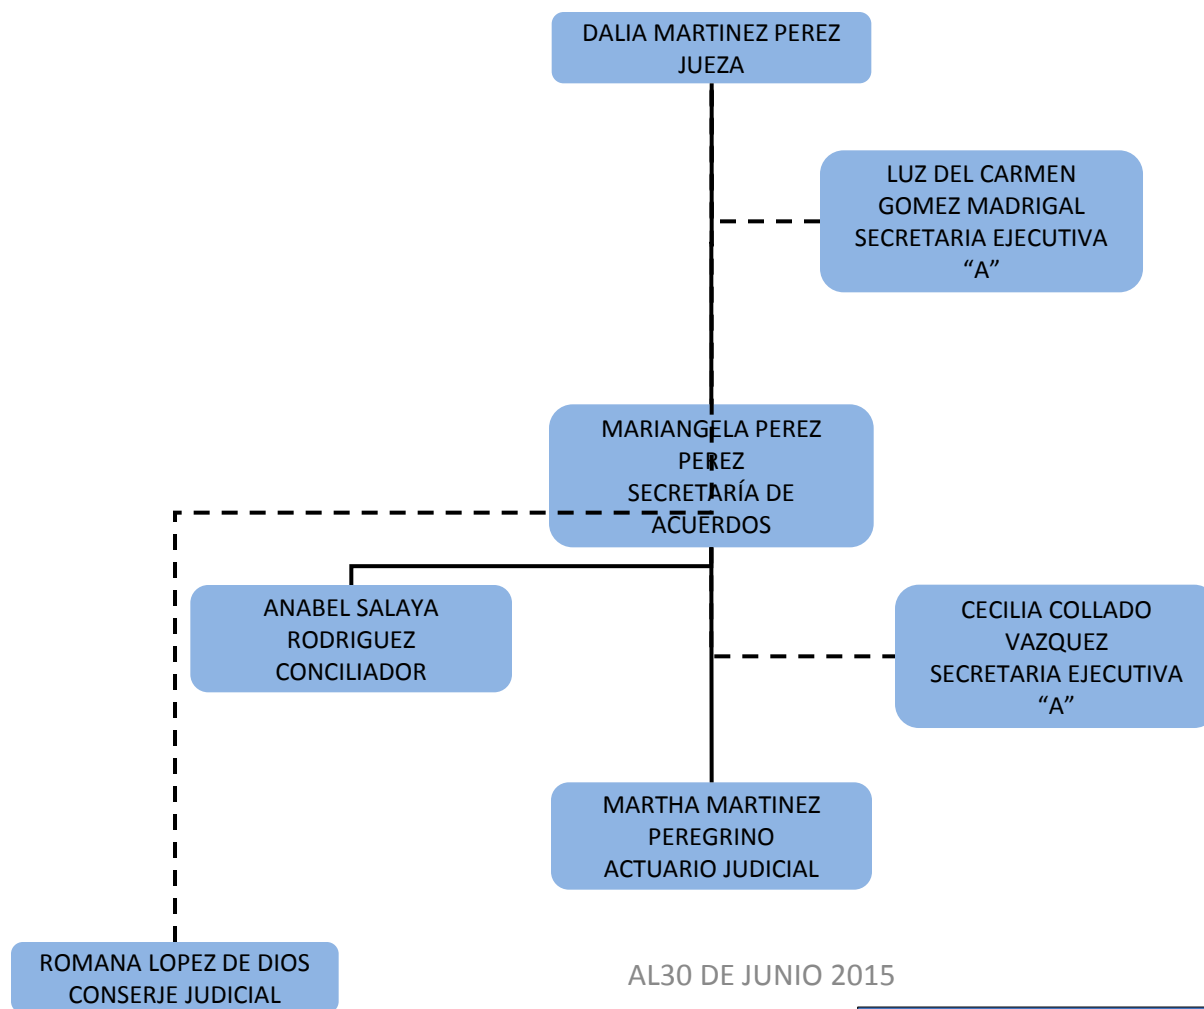 DALIA MARTINEZ PEREZ
JUEZA
LUZ DEL CARMEN
GOMEZ MADRIGAL
SECRETARIA EJECUTIVA
“A”
MARIANGELA PEREZ
PEREZ
SECRETARÍA DE
ACUERDOS
ANABEL SALAYA
RODRIGUEZ
CONCILIADOR
CECILIA COLLADO
VAZQUEZ
SECRETARIA EJECUTIVA
“A”
MARTHA MARTINEZ
PEREGRINO
ACTUARIO JUDICIAL
ROMANA LOPEZ DE DIOS
CONSERJE JUDICIAL
AL30 DE JUNIO 2015